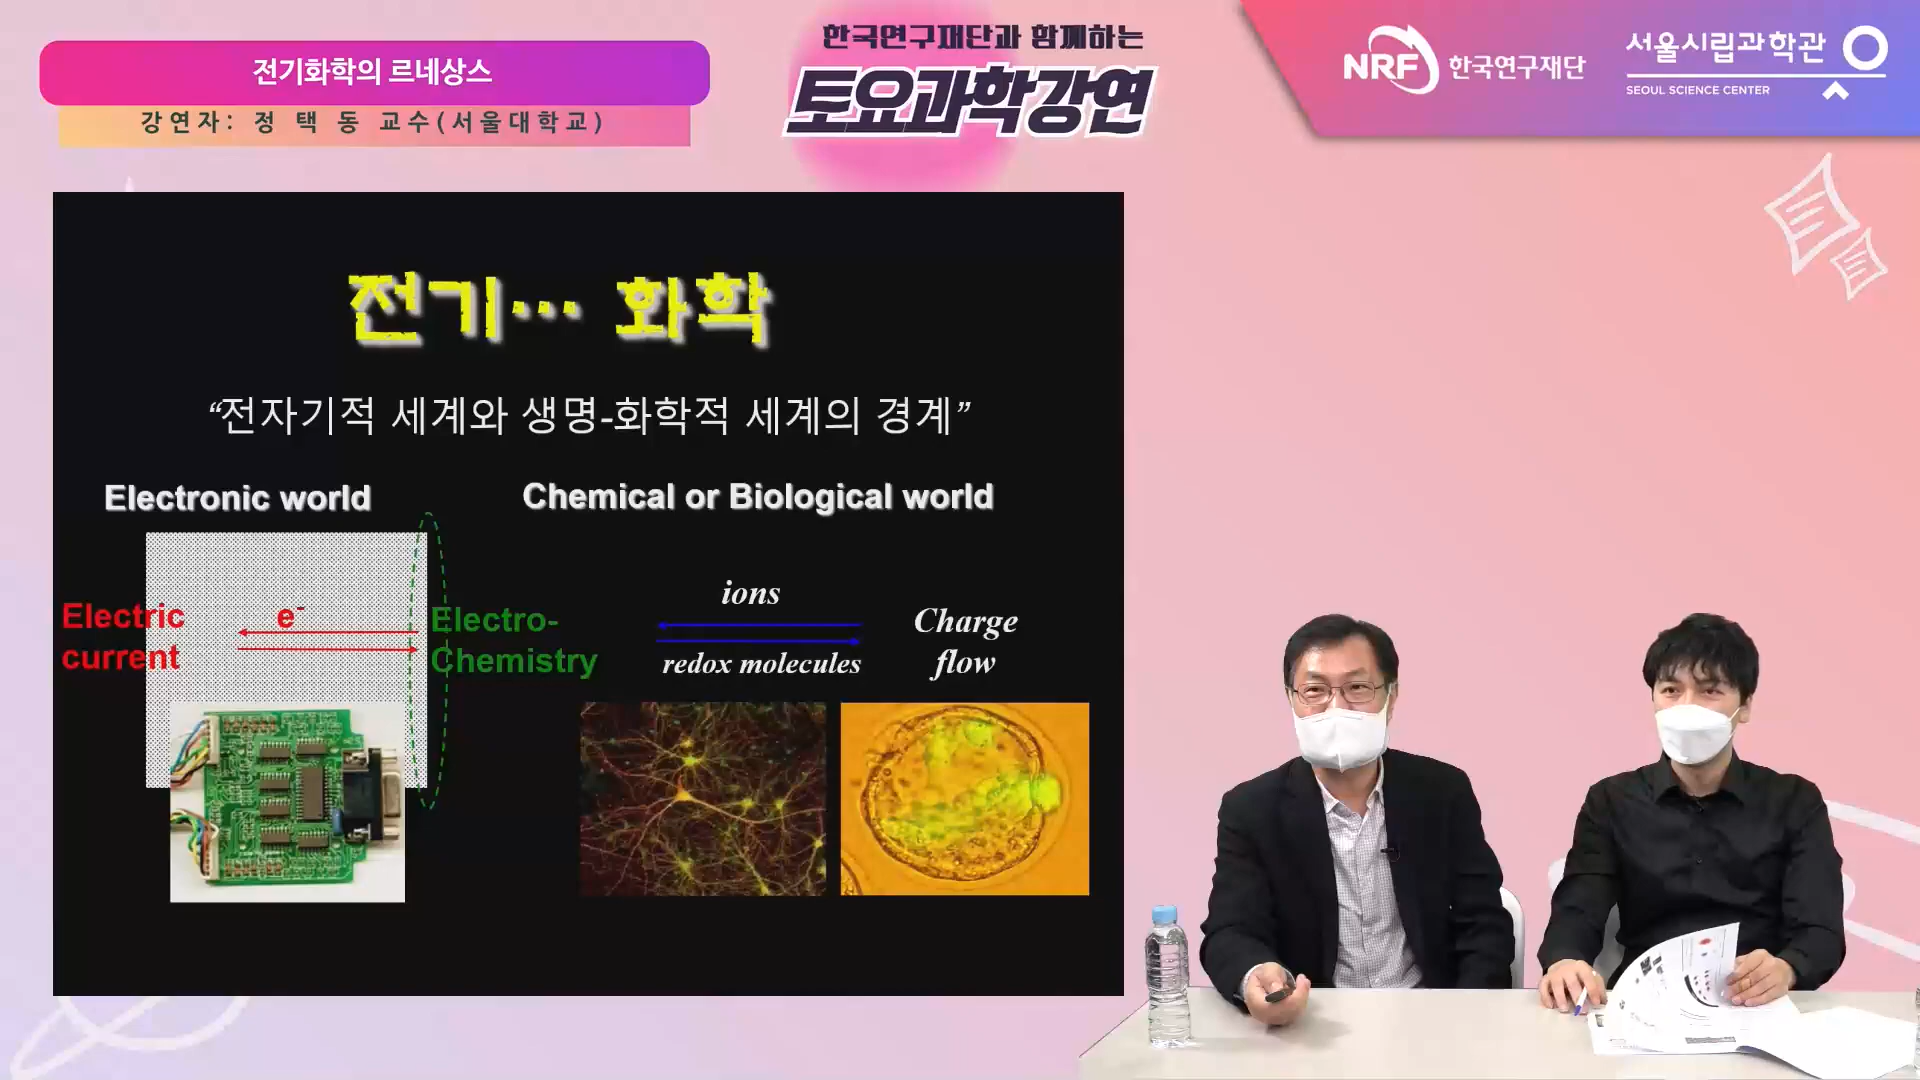 전기화학의 르네상스
강연자: 정 택 동 교수(서울대학교)
한국연구재단과 함께하는
토요과학강연
NRF 한국연구재단
서울시립과학관
SEOUL SCIENCE CENTER
전기… 화학
“전자기적 세계와 생명-화학적 세계의 경계”
Electronic world
Chemical or Biological world
Electric
current
e-
Electro-
Chemistry
ions
redox molecules
Charge
flow